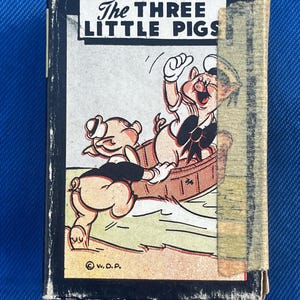 The THREE
LITTLE PIGS
© W.D.P.